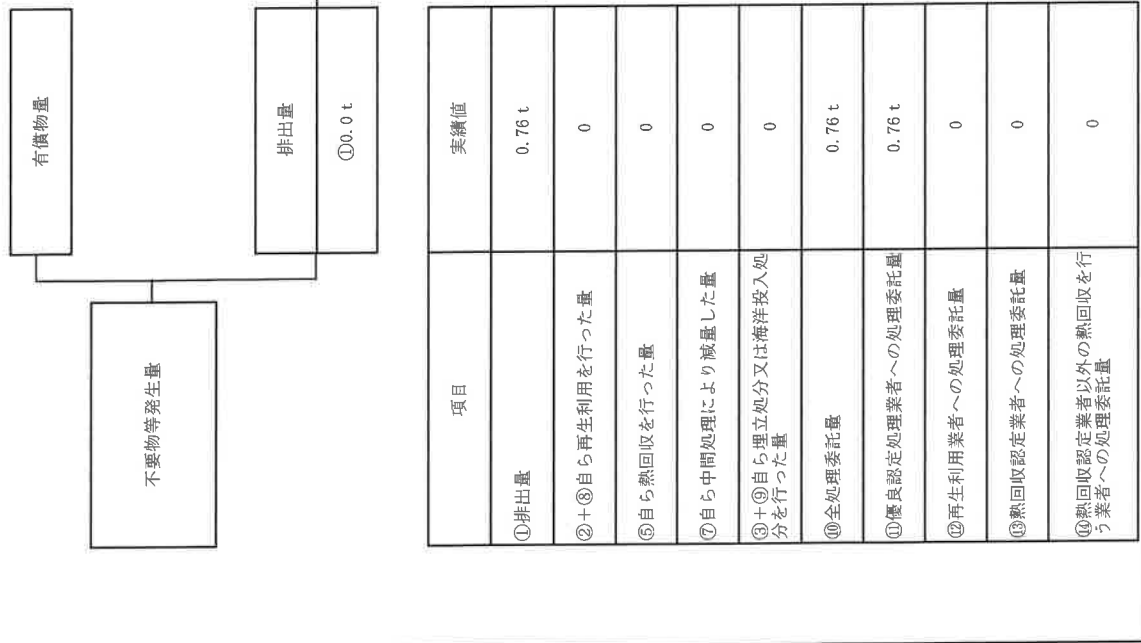 有償物量
不要物等発生量
排出量
①0.0 t
項目
実績値
①排出量
0.76 t
②+⑧自ら再生利用を行った量
0
⑤自ら熱回収を行った量
0
⑦自ら中間処理により減量した量
0
③+⑨自ら埋立処分又は海洋投入処
分を行った量
0
⑩全処理委託量
0.76 t
⑪優良認定処理業者への処理委託量
0.76 t
⑫再生利用業者への処理委託量
0
⑬熱回収認定業者への処理委託量
0
⑭熱回収認定業者以外の熱回収を行
う業者への処理委託量
0